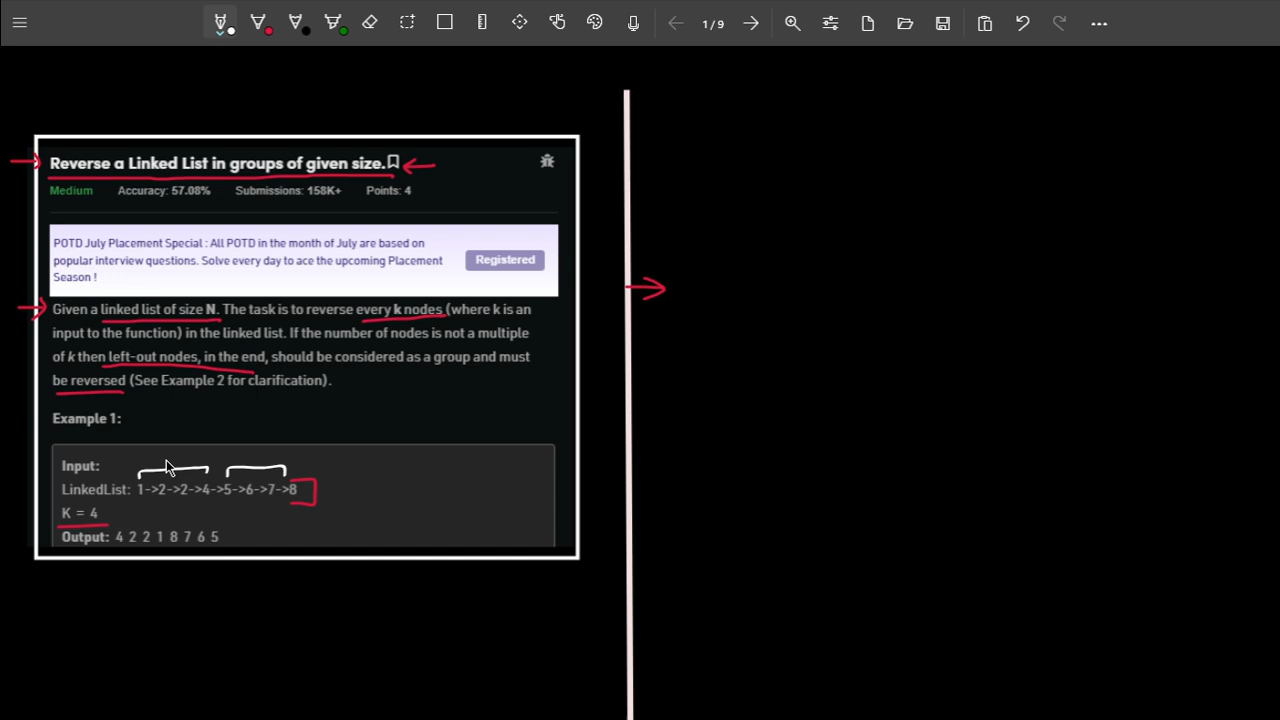 1/9
Reverse a Linked List in groups of given size.
Medium Accuracy: 57.08% Submissions: 158K+ Points: 4
POTD July Placement Special : All POTD in the month of July are based on
popular interview questions. Solve every day to ace the upcoming Placement
Season !
Registered
Given a linked list of size N. The task is to reverse every k nodes (where k is an
input to the function) in the linked list. If the number of nodes is not a multiple
of k then left-out nodes, in the end, should be considered as a group and must
be reversed (See Example 2 for clarification).
Example 1:
Input:
LinkedList: 1->2->2->4->5->6->7->8
K = 4
Output: 4 2 2 1 8 7 6 5